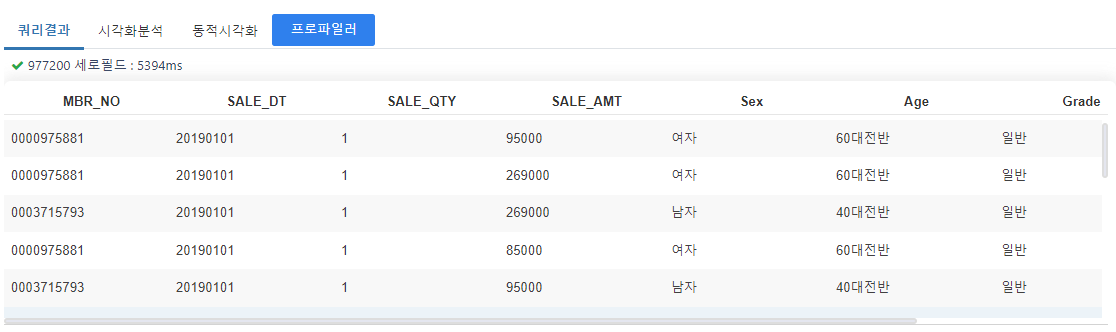 쿼리결과 시각화분석 동적시각화 프로파일러
977200 세로필드 : 5394ms
MBR_NO SALE_DT SALE_QTY SALE_AMT Sex Age Grade
0000975881 20190101 1 95000 여자 60대전반 일반
0000975881 20190101 1 269000 여자 60대전반 일반
0003715793 20190101 1 269000 남자 40대전반 일반
0000975881 20190101 1 85000 여자 60대전반 일반
0003715793 20190101 1 95000 남자 40대전반 일반